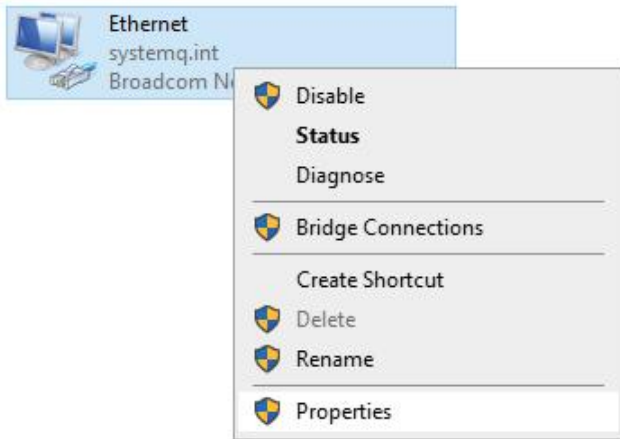 Ethernet
systemq.int
Broadcom
Disable
Status
Diagnose
Bridge Connections
Create Shortcut
Delete
Rename
Properties